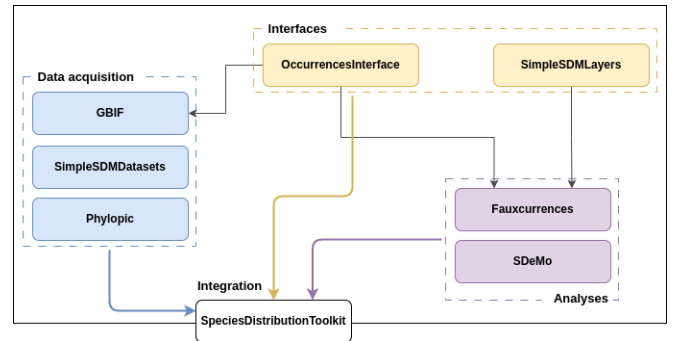 Interfaces
OccurrencesInterface
SimpleSDMLayers
Data acquisition
GBIF
SimpleSDMDatasets
Phylopic
Fauxcurrences
SDeMo
Analyses
Integration
SpeciesDistributionToolkit